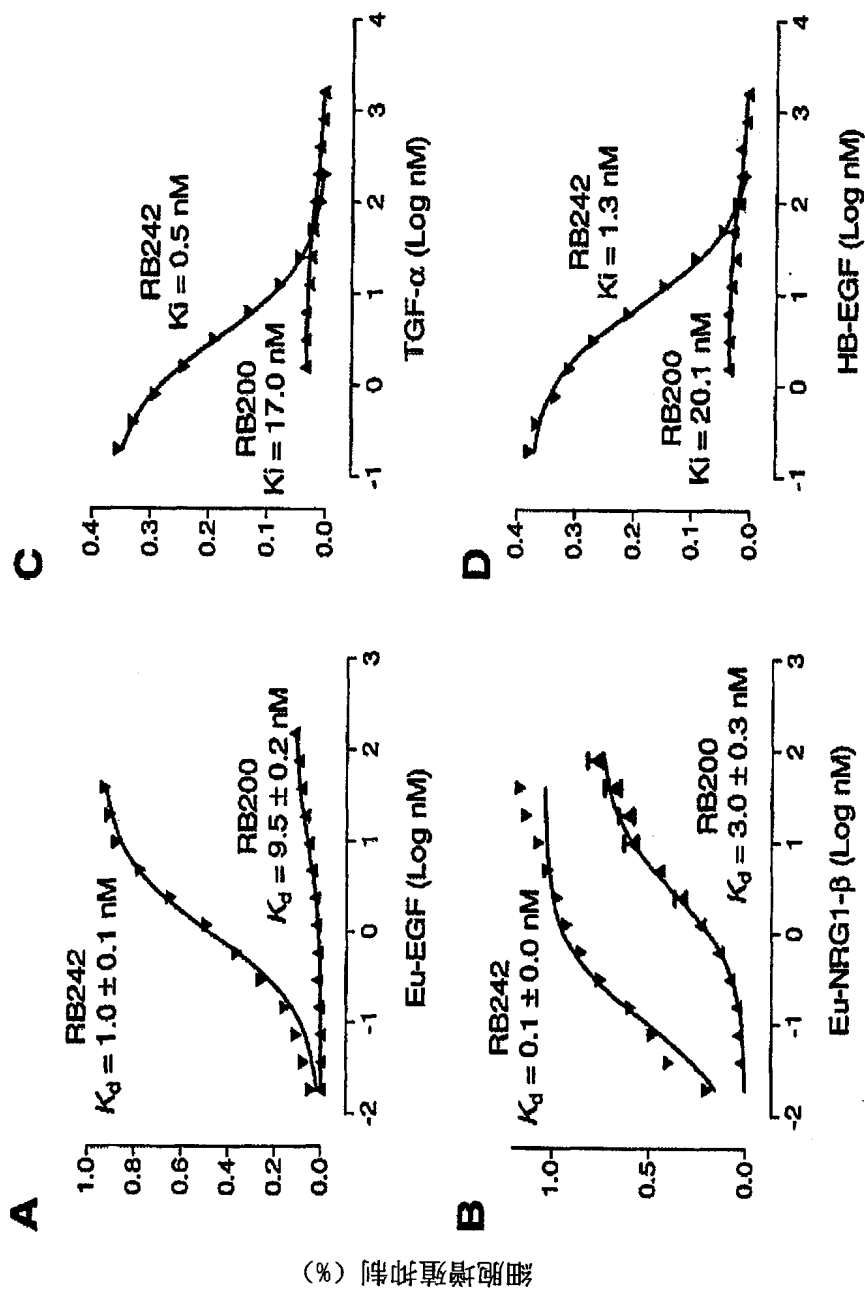 A
1.0
0.8
0.6
0.4
0.2
0.0
RB242
Kd = 1.0 ± 0.1 nM
RB200
Kd = 9.5 ± 0.2 nM
-2 -1 0 1 2 3
Eu-EGF (Log nM)
C
0.4
0.3
0.2
0.1
0.0
RB242
Ki = 0.5 nM
RB200
Ki = 17.0 nM
-1 0 1 2 3 4
TGF-α (Log nM)
B
1.0
0.5
0.0
RB242
Kd = 0.1 ± 0.0 nM
RB200
Kd = 3.0 ± 0.3 nM
-2 -1 0 1 2 3
Eu-NRG1-β (Log nM)
D
0.4
0.3
0.2
0.1
0.0
RB242
Ki = 1.3 nM
RB200
Ki = 20.1 nM
-1 0 1 2 3 4
HB-EGF (Log nM)
細胞増殖抑制 (%)